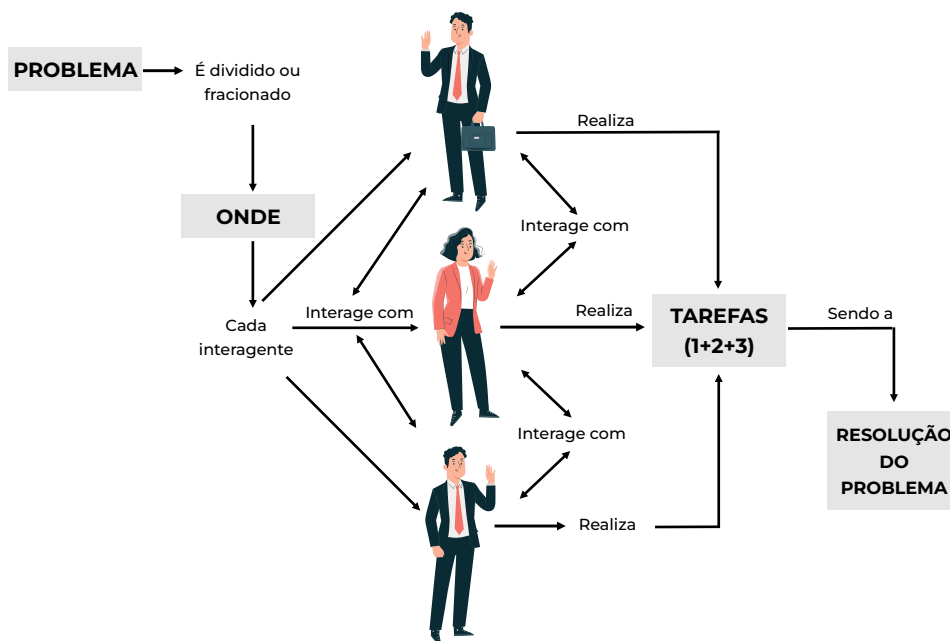 PROBLEMA
É dividido ou
fracionado
ONDE
Cada
interagente
Interage com
Realiza
Interage com
Realiza
Interage com
Realiza
TAREFAS
(1+2+3)
Sendo a
RESOLUÇÃO
DO
PROBLEMA